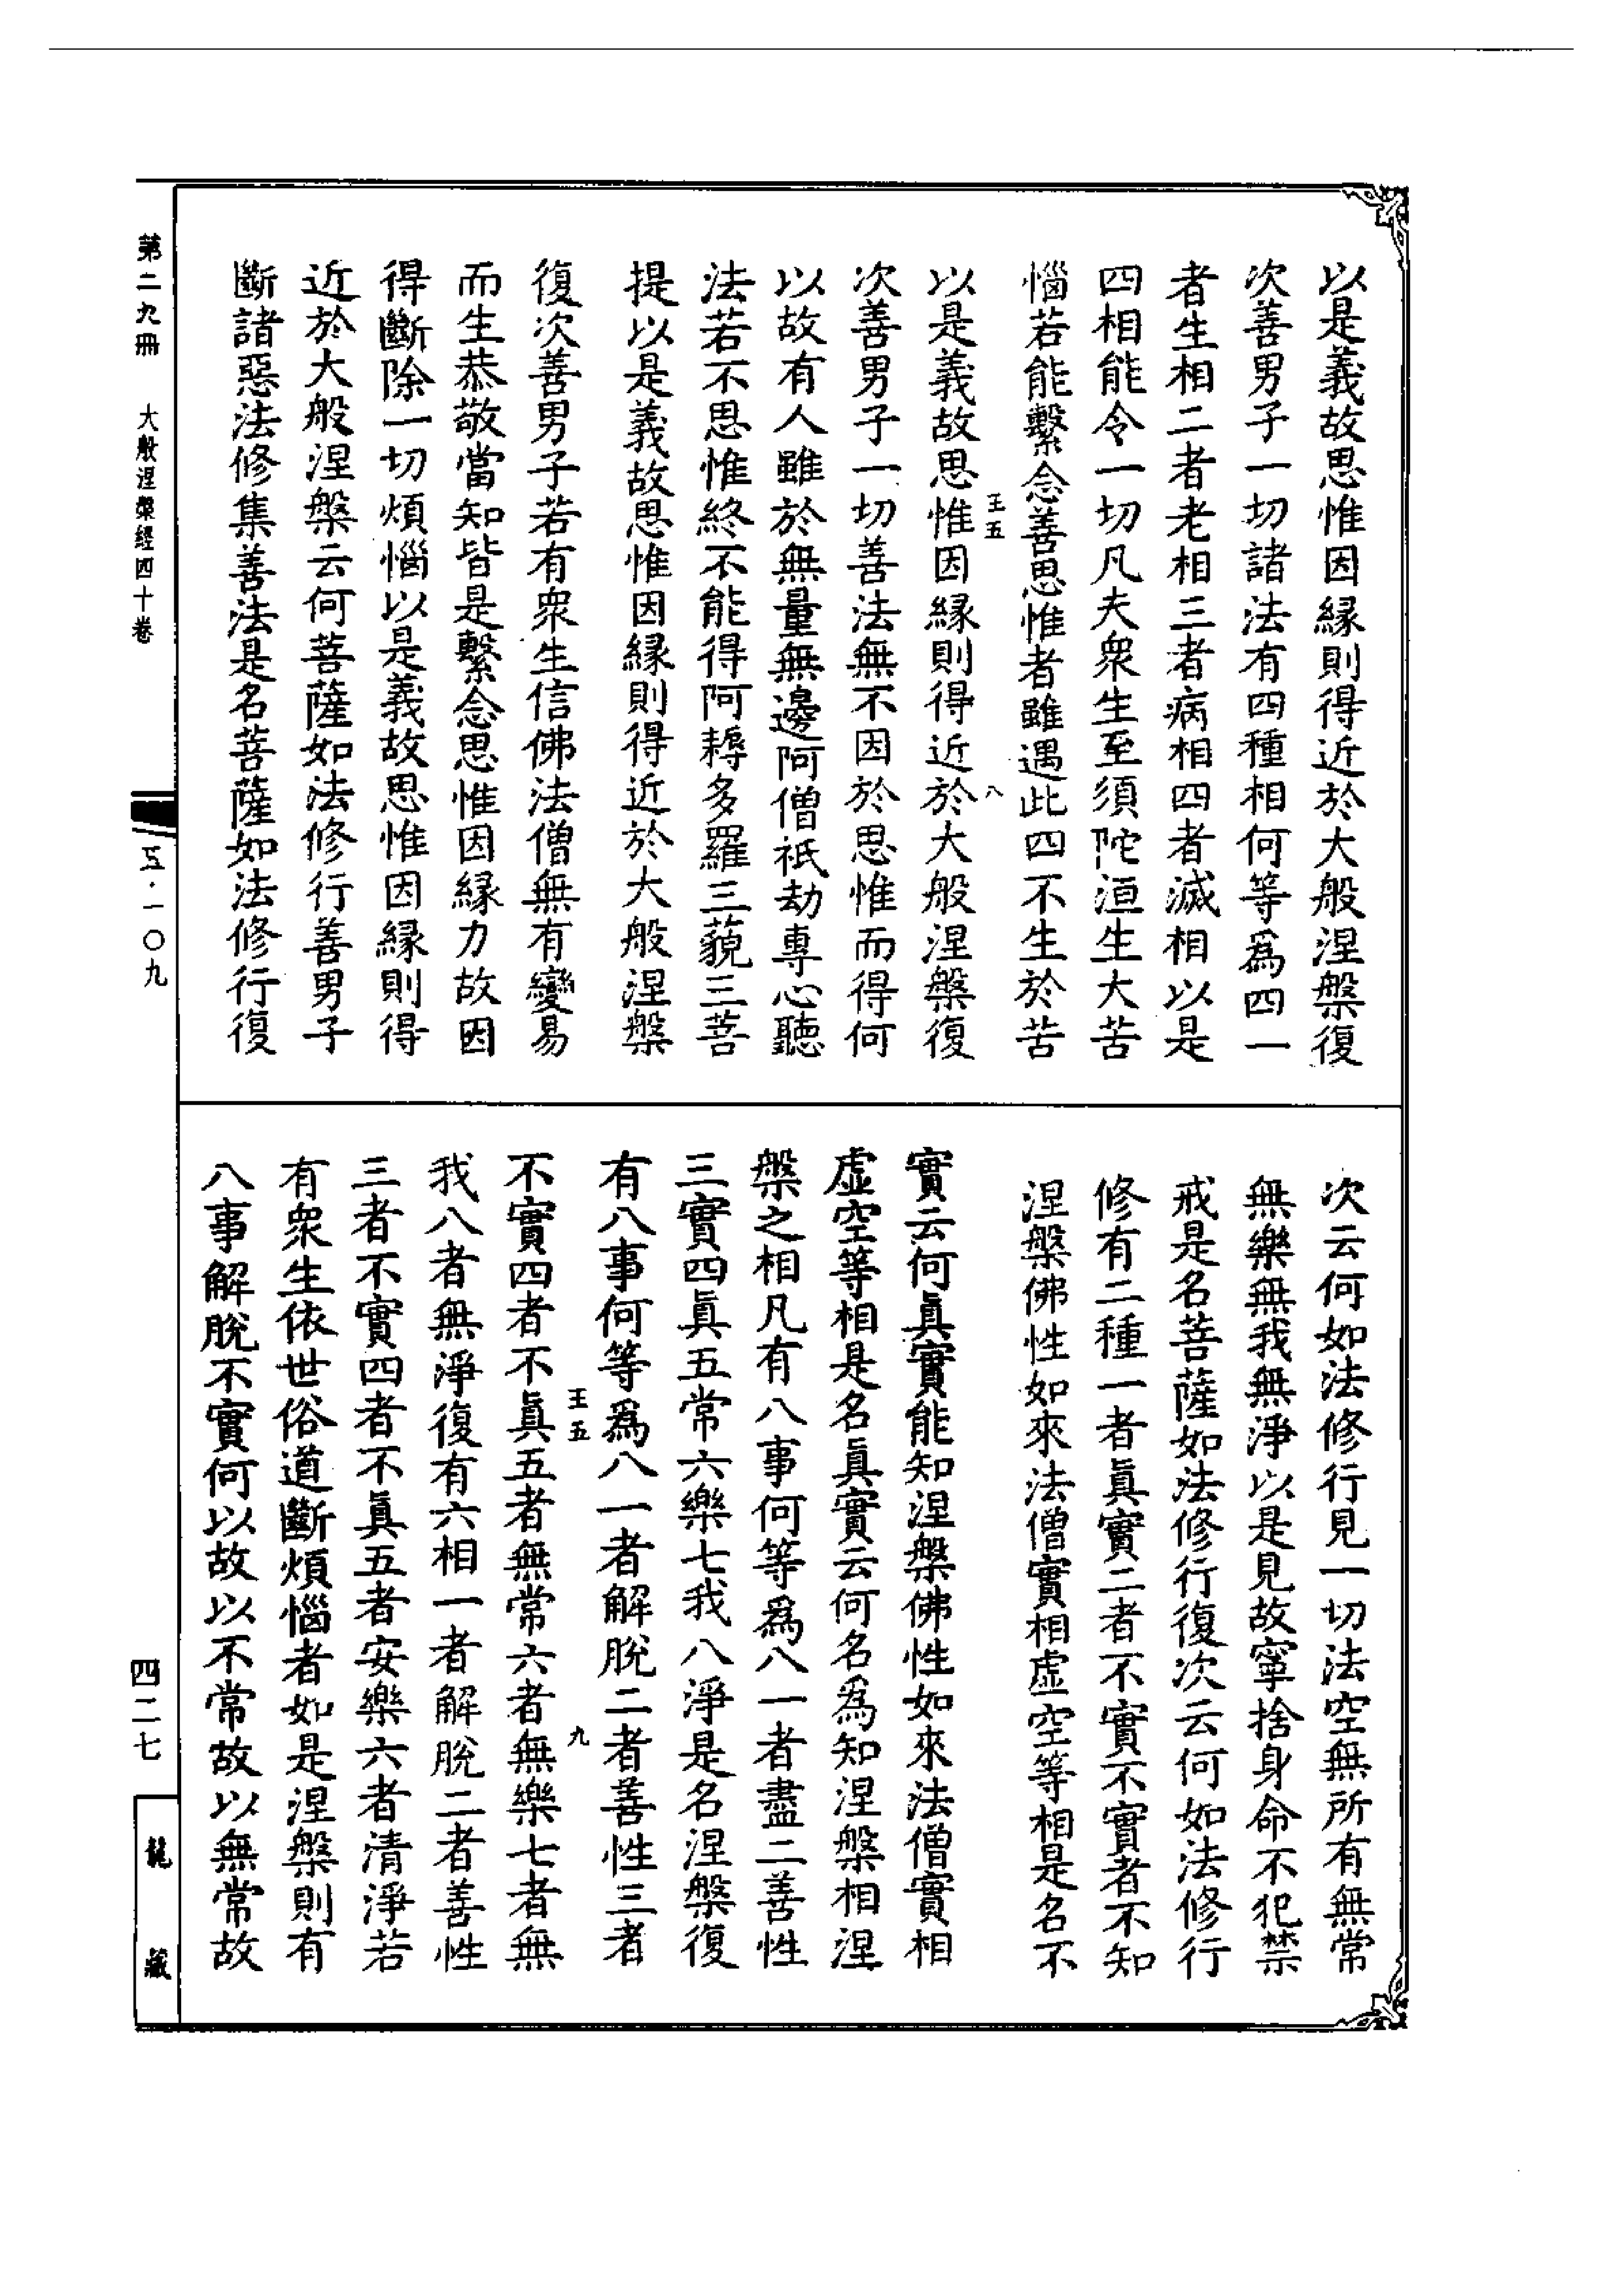 以是義故思惟因緣則得近於大般涅槃復
次善男子一切諸法有四種相何等爲四一
者生相二者老相三者病相四者滅相以是
四相能令一切凡夫衆生至須陀洹生大苦
惱若能繫念善思惟者雖遇此四不生於苦
王五 八
以是義故思惟因緣則得近於大般涅槃復
次善男子一切善法無不因於思惟而得何
以故有人雖於無量無邊阿僧祇劫專心聽
法若不思惟終不能得阿耨多羅三藐三菩
提以是義故思惟因緣則得近於大般涅槃
復次善男子若有衆生信佛法僧無有變易
而生恭敬當知皆是繫念思惟因緣力故因
得斷除一切煩惱以是義故思惟因緣則得
近於大般涅槃云何菩薩如法修行善男子
斷諸惡法修集善法是名菩薩如法修行復
次云何如法修行見一切法空無所有無常
無樂無我無淨以是見故寧捨身命不犯禁
戒是名菩薩如法修行復次云何如法修行
修有二種一者眞實二者不實不實者不知
涅槃佛性如來法僧實相虛空等相是名不
實云何眞實能知涅槃佛性如來法僧實相
虛空等相是名眞實云何名爲知涅槃相涅
槃之相凡有八事何等爲八一者盡二善性
三實四眞五常六樂七我八淨是名涅槃復
有八事何等爲八一者解脫二者善性三者
王五 九
不實四者不眞五者無常六者無樂七者無
我八者無淨復有六相一者解脫二者善性
三者不實四者不眞五者安樂六者清淨若
有衆生依世俗道斷煩惱者如是涅槃則有
八事解脫不實何以故以不常故以無常故
第二九冊 大般涅槃經四十卷
五·一〇九
四二七
龍藏